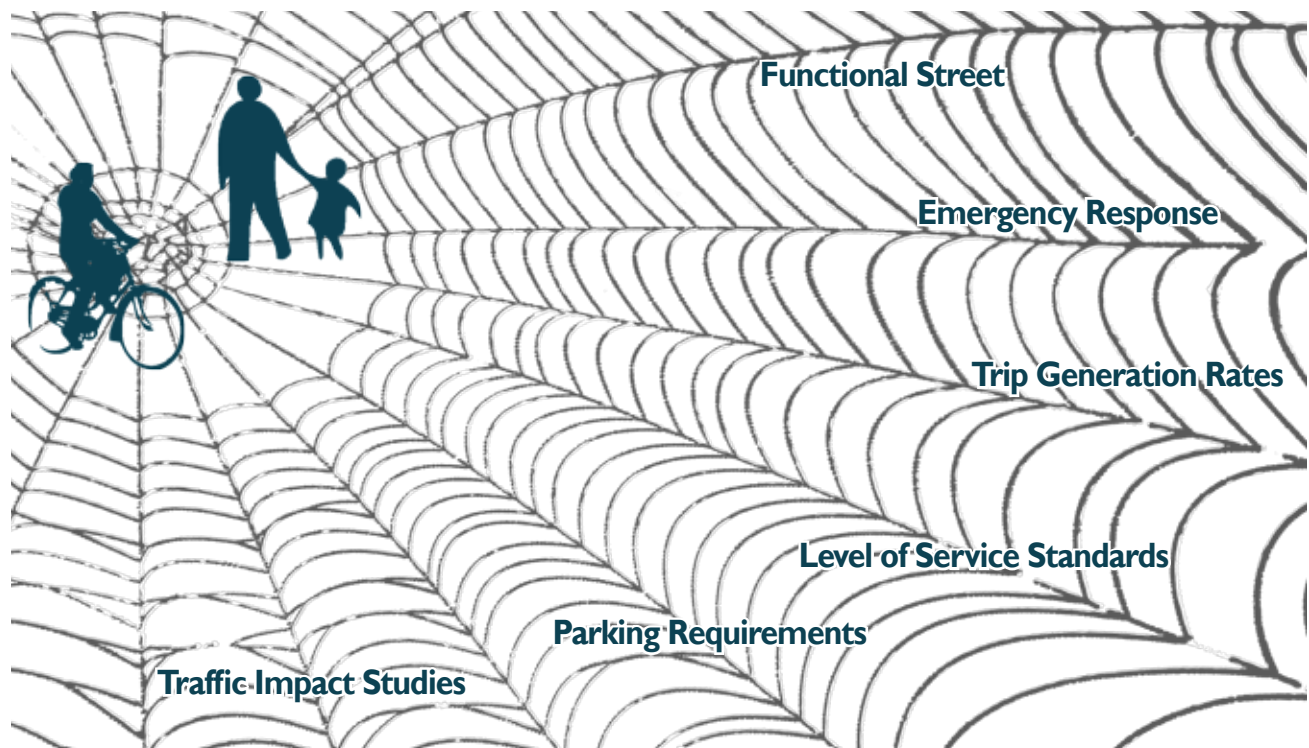 Functional Street
Emergency Response
Trip Generation Rates
Level of Service Standards
Parking Requirements
Traffic Impact Studies